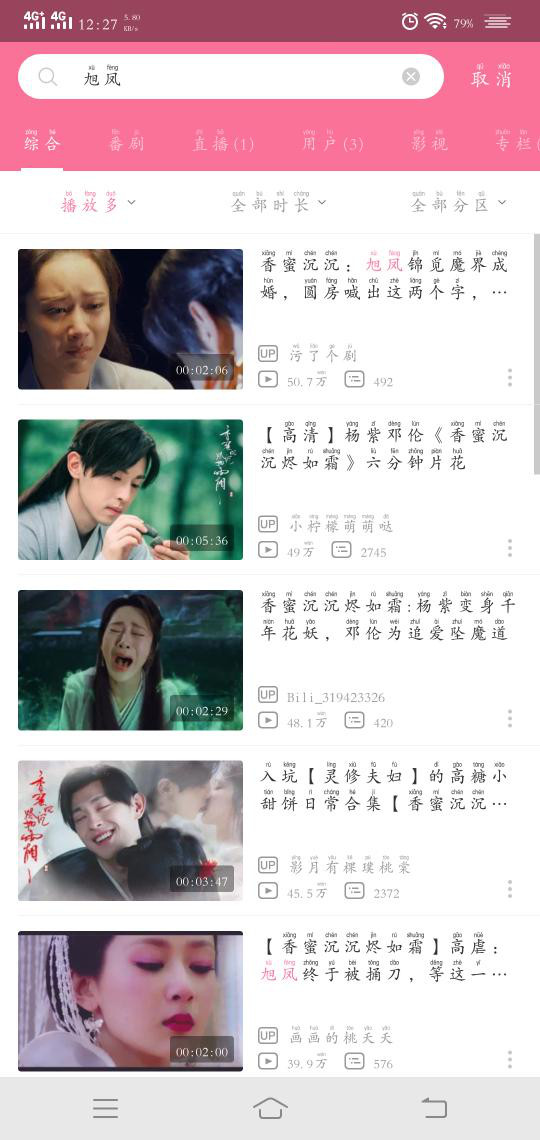 4G+ 4G 12:27 5.80 KB/s 79%
旭凤 取消
综合 番剧 直播(1) 用户(3) 影视 专栏(
播放多 全部时长 全部分区
香蜜沉沉：旭凤锦觅魔界成
婚，圆房喊出这两个字，…
00:02:06
UP 污了个剧
50.7万 492
【高清】杨紫邓伦《香蜜沉
沉烬如霜》六分钟片花
00:05:36
UP 小柠檬萌萌哒
49万 2745
香蜜沉沉烬如霜:杨紫变身千
年花妖，邓伦为追爱坠魔道
00:02:29
UP Bili_319423326
48.1万 420
入坑【灵修夫妇】的高糖小
甜饼日常合集【香蜜沉沉…
香蜜沉沉烬如霜
00:03:47
UP 影月有棵璞桃棠
45.5万 2372
【香蜜沉沉烬如霜】高虐：
旭凤终于被捅刀，等这一…
00:02:00
UP 画画的桃夭夭
39.9万 576